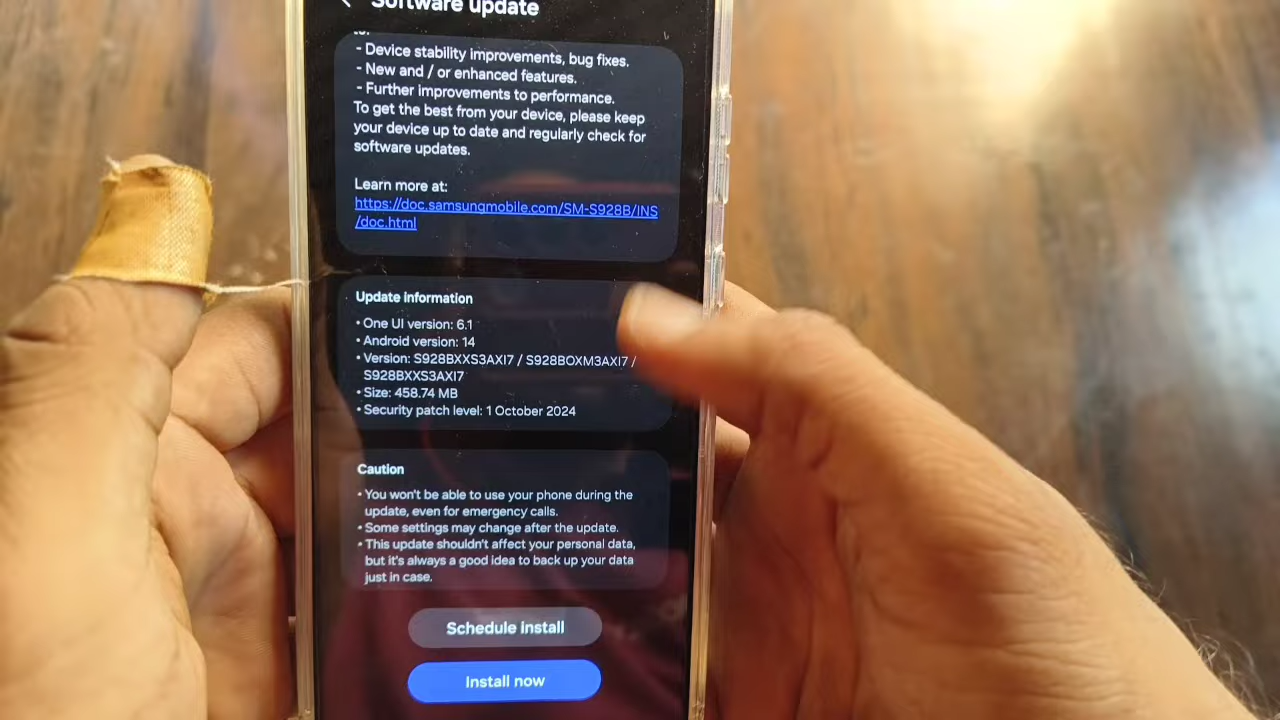 Software update
to:
- Device stability improvements, bug fixes.
- New and / or enhanced features.
- Further improvements to performance.
To get the best from your device, please keep
your device up to date and regularly check for
software updates.
Learn more at:
https://doc.samsungmobile.com/SM-S928B/INS
/doc.html
Update information
• One UI version: 6.1
• Android version: 14
• Version: S928BXXS3AXI7 / S928BOXM3AXI7 /
S928BXXS3AXI7
• Size: 458.74 MB
• Security patch level: 1 October 2024
Caution
• You won't be able to use your phone during the
update, even for emergency calls.
• Some settings may change after the update.
• This update shouldn't affect your personal data,
but it's always a good idea to back up your data
just in case.
Schedule install
Install now